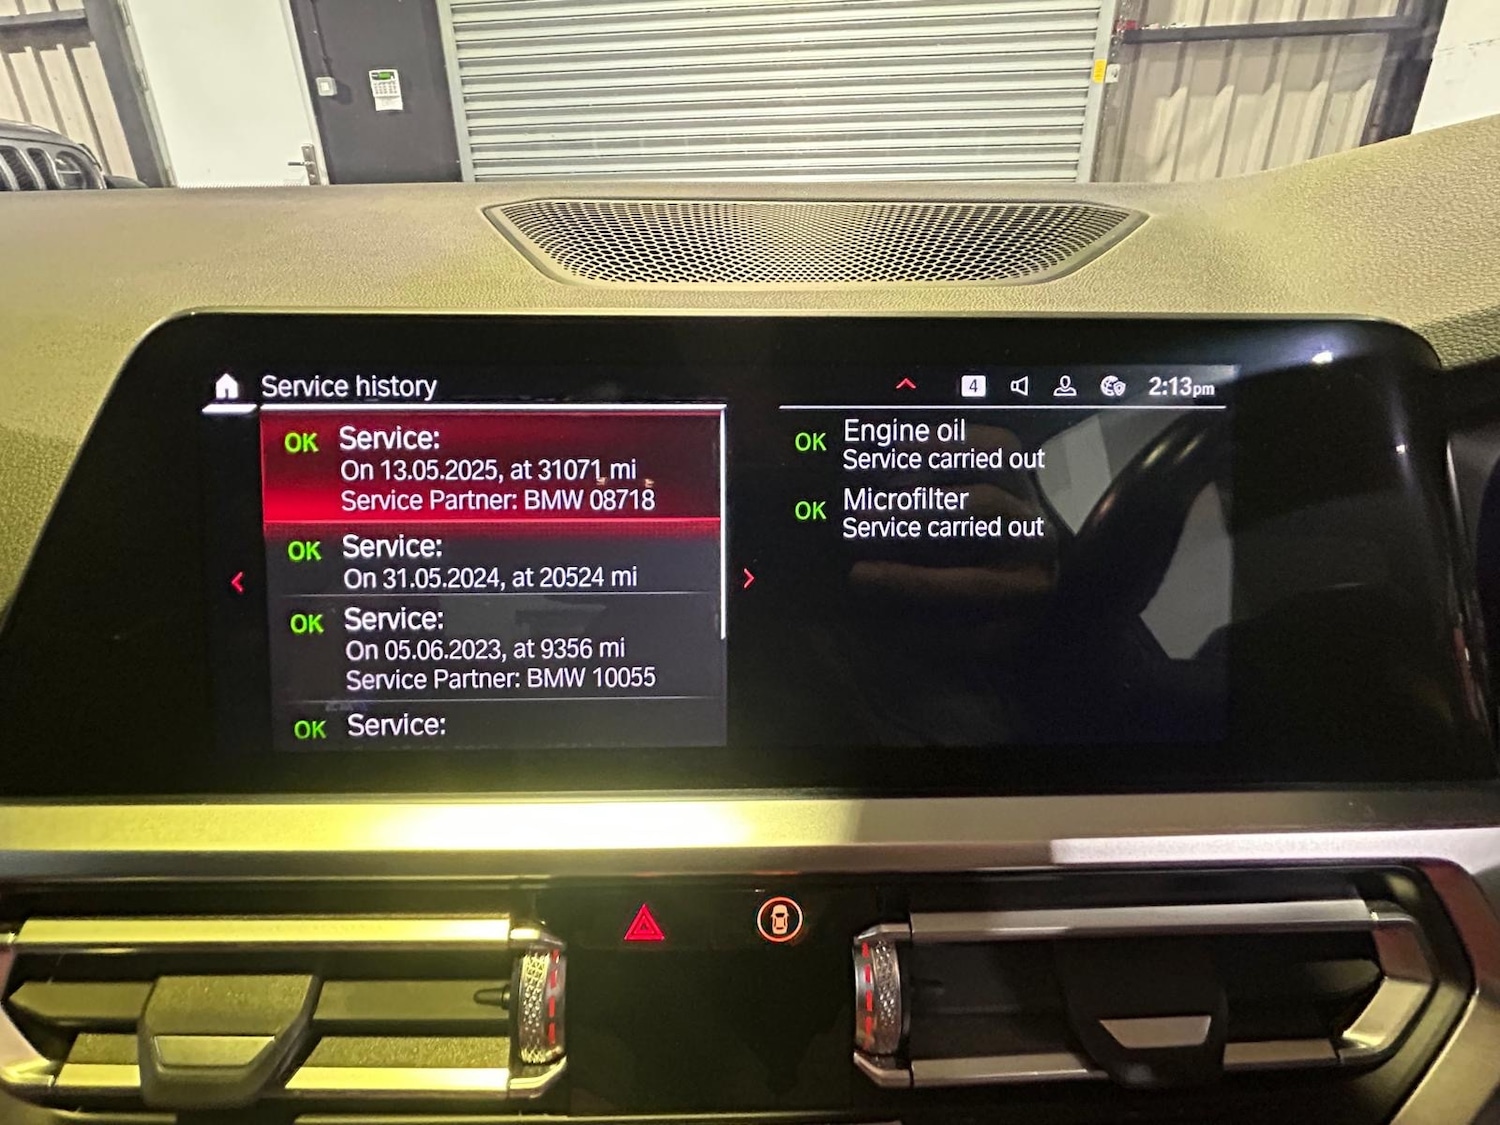 Service history
4
2:13pm
OK Service:
On 13.05.2025, at 31071 mi
Service Partner: BMW 08718
OK Service:
On 31.05.2024, at 20524 mi
OK Service:
On 05.06.2023, at 9356 mi
Service Partner: BMW 10055
OK Service:
OK Engine oil
Service carried out
OK Microfilter
Service carried out